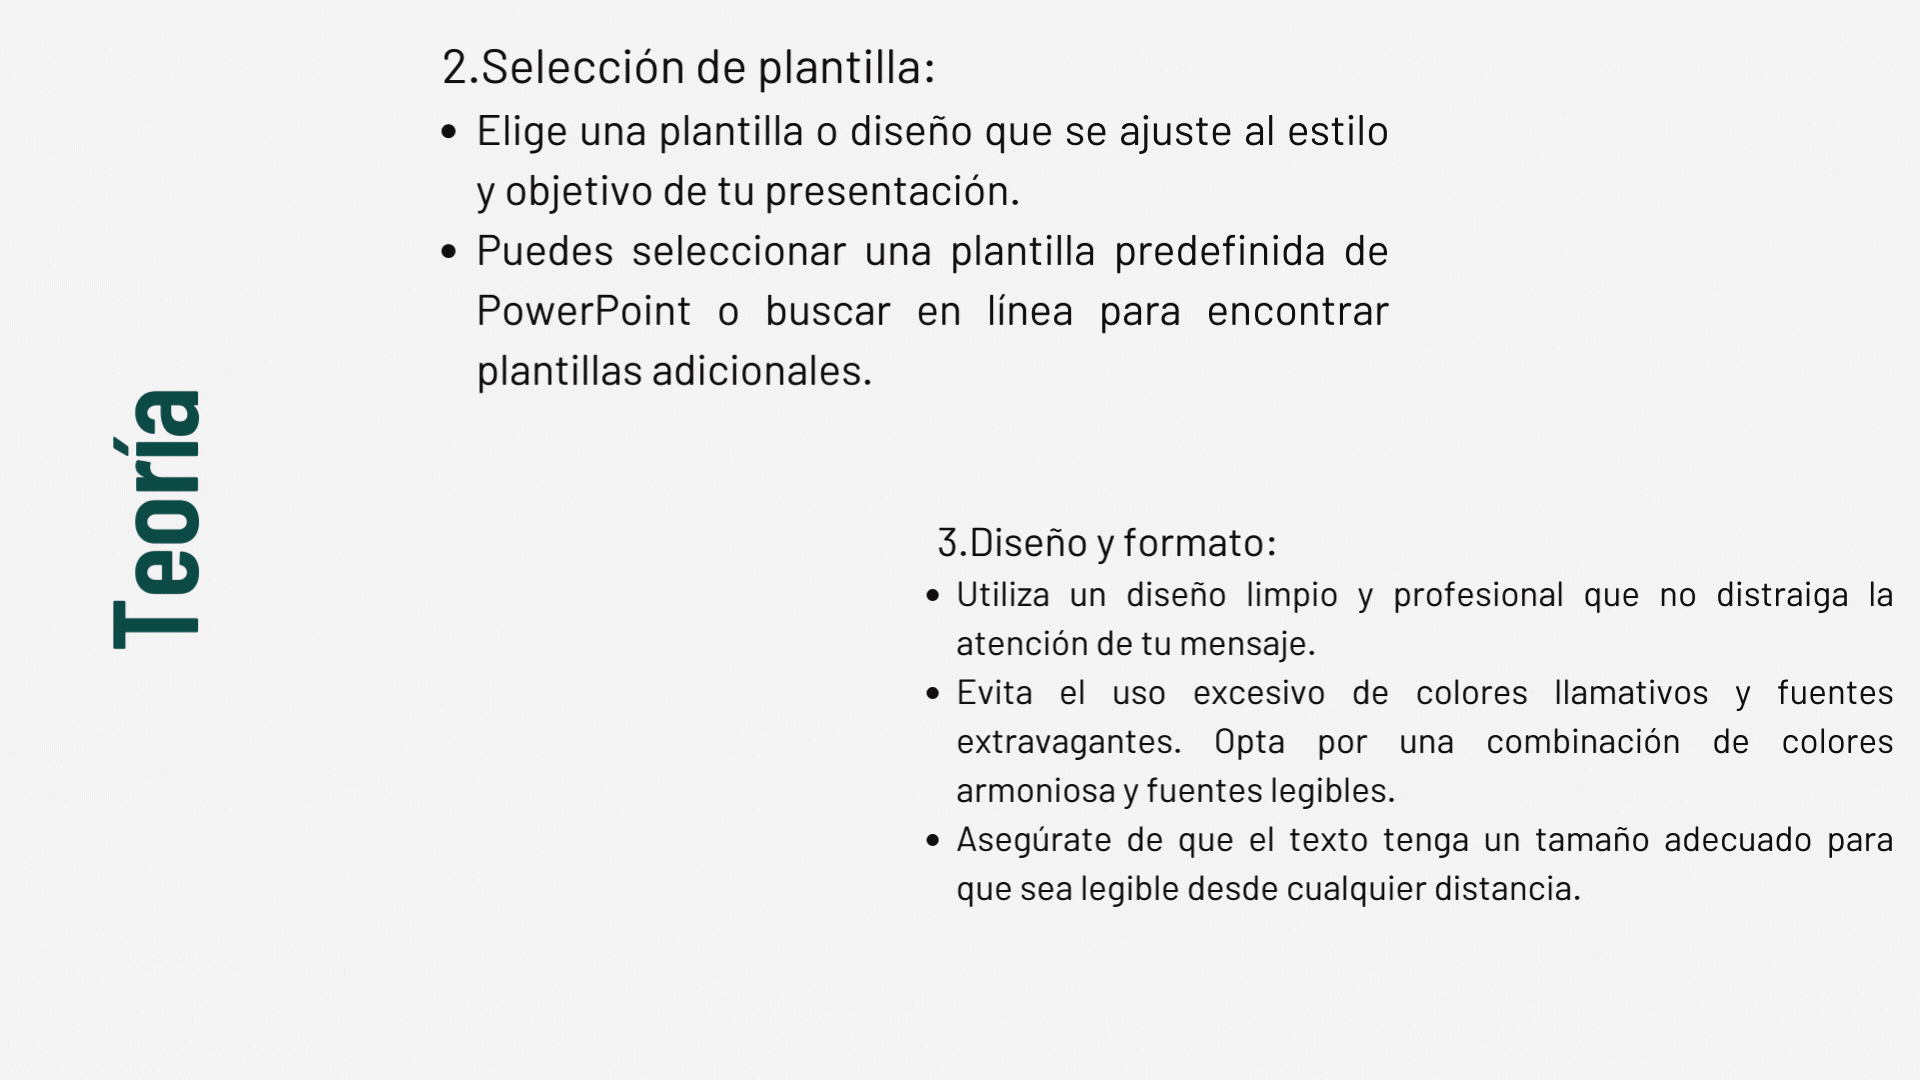 Teoría
2.Selección de plantilla:
• Elige una plantilla o diseño que se ajuste al estilo
y objetivo de tu presentación.
• Puedes seleccionar una plantilla predefinida de
PowerPoint o buscar en línea para encontrar
plantillas adicionales.
3.Diseño y formato:
• Utiliza un diseño limpio y profesional que no distraiga la
atención de tu mensaje.
• Evita el uso excesivo de colores llamativos y fuentes
extravagantes. Opta por una combinación de colores
armoniosa y fuentes legibles.
• Asegúrate de que el texto tenga un tamaño adecuado para
que sea legible desde cualquier distancia.